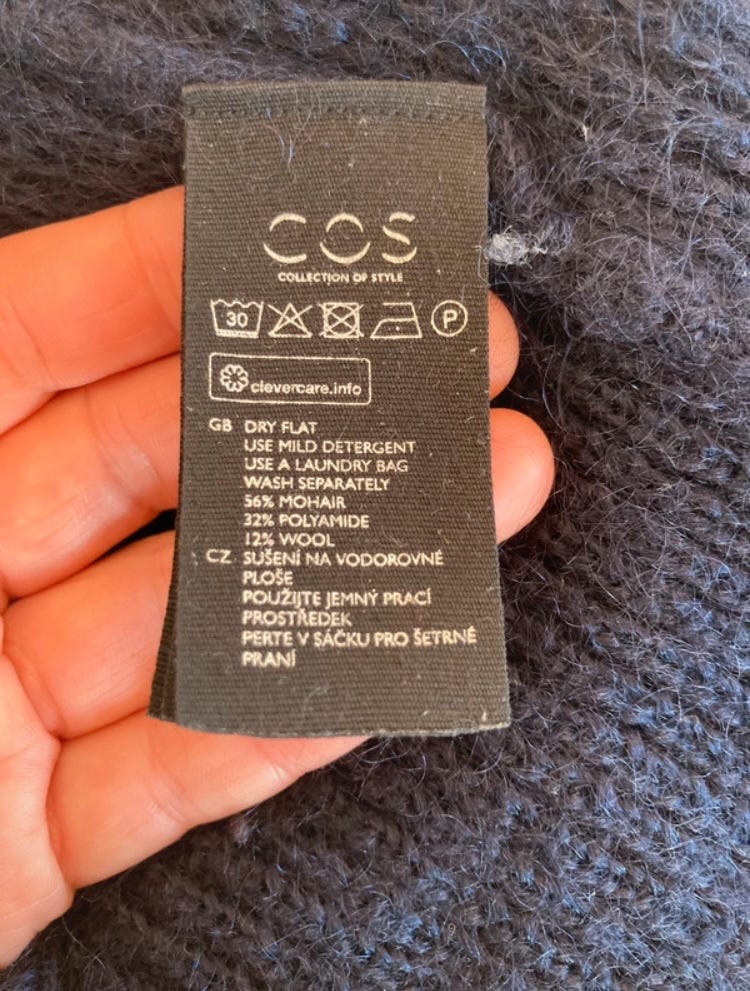 COS
COLLECTION OF STYLE
30 P
clevercare.info
GB DRY FLAT
USE MILD DETERGENT
USE A LAUNDRY BAG
WASH SEPARATELY
56% MOHAIR
32% POLYAMIDE
12% WOOL
CZ SUŠENÍ NA VODOROVNÉ
PLOŠE
POUŽIJTE JEMNÝ PRACÍ
PROSTŘEDEK
PERTE V SÁČKU PRO ŠETRNÉ
PRANÍ